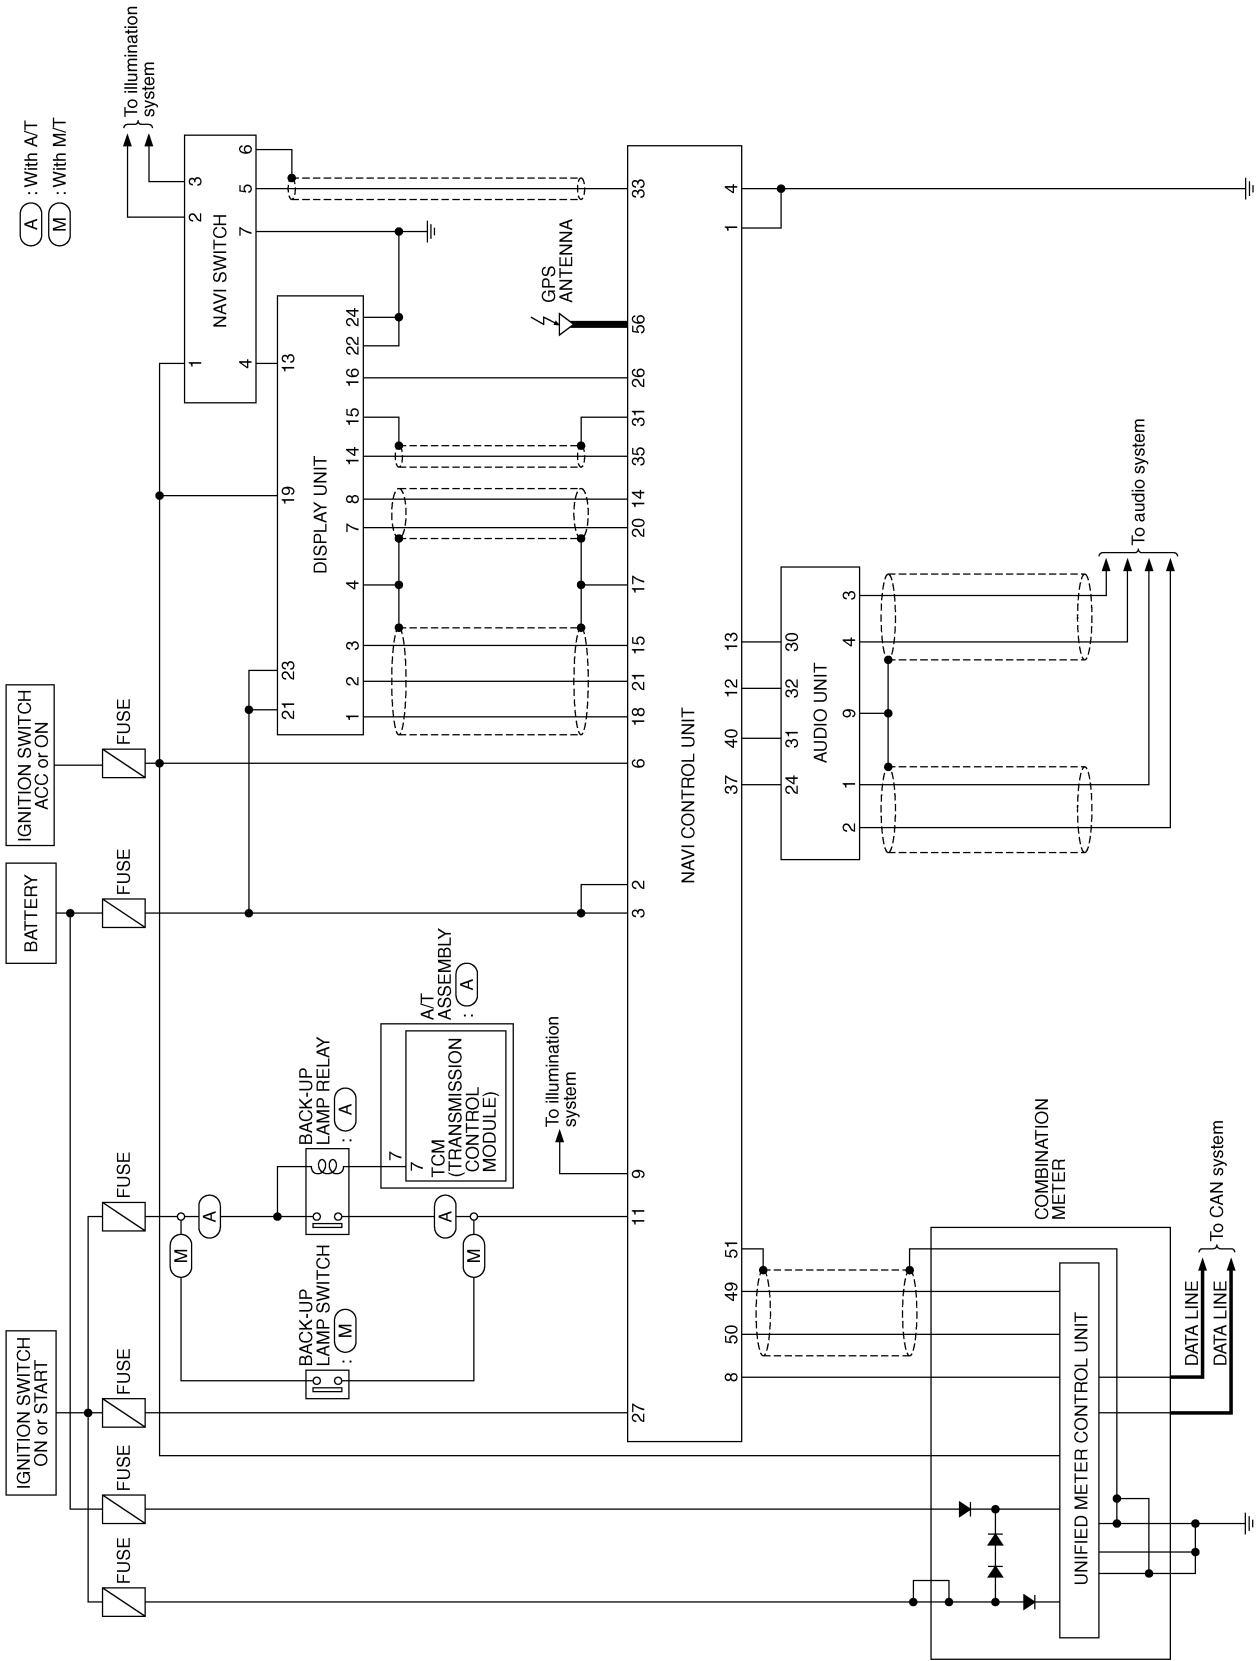 IGNITION SWITCH
ON or START
BATTERY
IGNITION SWITCH
ACC or ON
A : With A/T
M : With M/T
FUSE
FUSE
FUSE
FUSE
FUSE
FUSE
To illumination
system
M
A
NAVI SWITCH
2
3
1
4
7
5
6
BACK-UP
LAMP SWITCH
: M
BACK-UP
LAMP RELAY
: A
DISPLAY UNIT
21
23
19
13
1
2
3
4
7
8
14
15
16
22
24
A/T
ASSEMBLY
: A
7
7
TCM
(TRANSMISSION
CONTROL
MODULE)
M
A
To illumination
system
GPS
ANTENNA
NAVI CONTROL UNIT
27
11
9
3
2
6
18
21
15
17
20
14
35
31
26
56
33
8
50
49
51
37
40
12
13
1
4
AUDIO UNIT
24
31
32
30
2
1
9
4
3
To audio system
COMBINATION
METER
UNIFIED METER CONTROL UNIT
DATA LINE
DATA LINE
To CAN system